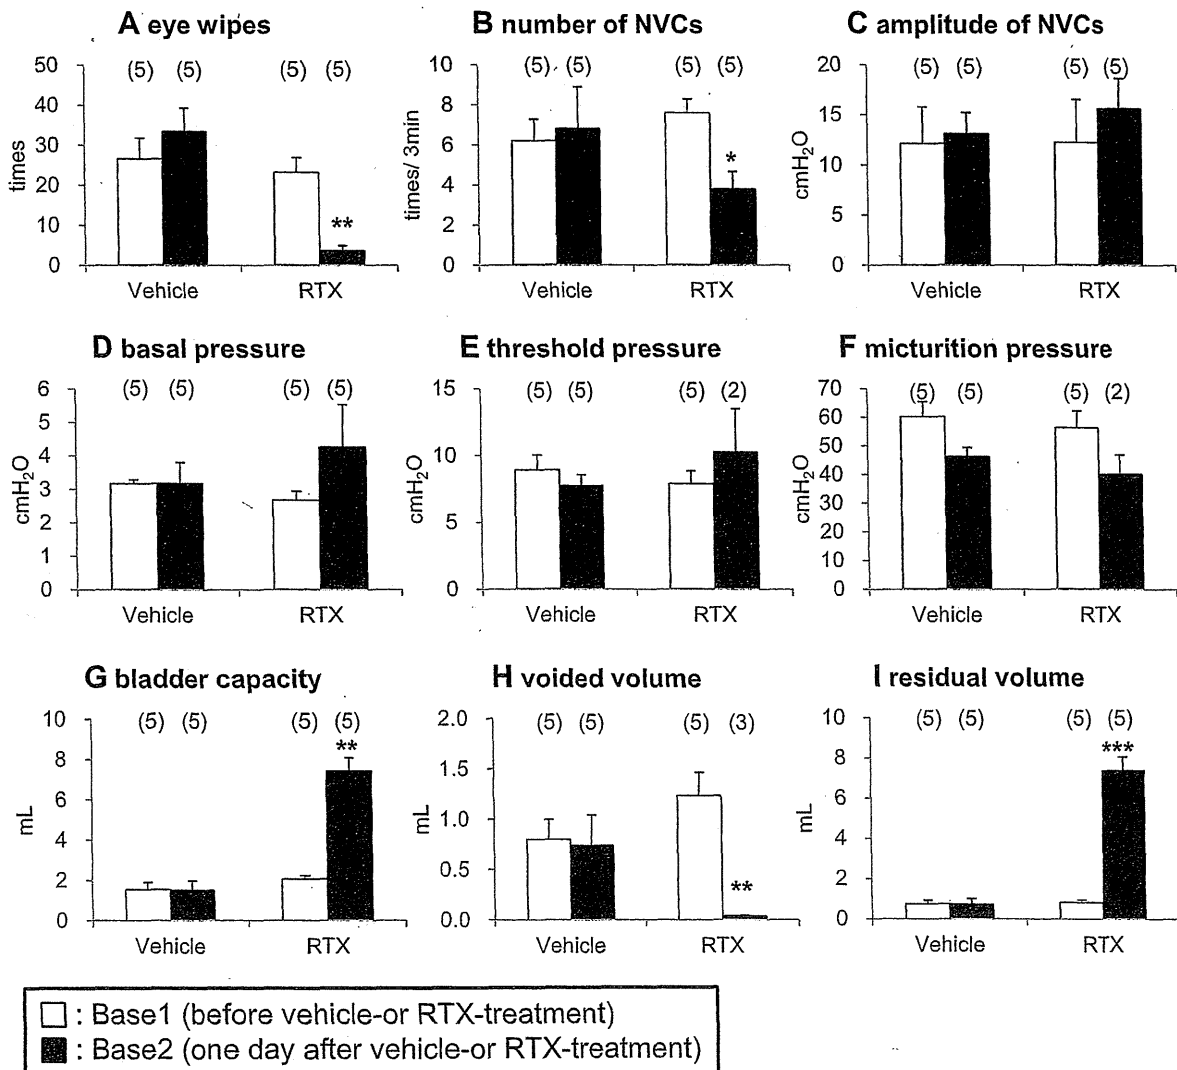 A eye wipes
B number of NVCs
C amplitude of NVCs
50
40
30
20
10
0
times
(5) (5) (5) (5)
**
Vehicle RTX
10
8
6
4
2
0
times/ 3min
(5) (5) (5) (5)
*
Vehicle RTX
20
15
10
5
0
cmH₂O
(5) (5) (5) (5)
Vehicle RTX
D basal pressure
E threshold pressure
F micturition pressure
6
5
4
3
2
1
0
cmH₂O
(5) (5) (5) (5)
Vehicle RTX
15
10
5
0
cmH₂O
(5) (5) (5) (2)
Vehicle RTX
70
60
50
40
30
20
10
0
cmH₂O
(5) (5) (5) (2)
Vehicle RTX
G bladder capacity
H voided volume
I residual volume
10
8
6
4
2
0
mL
(5) (5) (5) (5)
**
Vehicle RTX
2.0
1.5
1.0
0.5
0.0
mL
(5) (5) (5) (3)
**
Vehicle RTX
10
8
6
4
2
0
mL
(5) (5) (5) (5)
***
Vehicle RTX
: Base1 (before vehicle-or RTX-treatment)
: Base2 (one day after vehicle-or RTX-treatment)